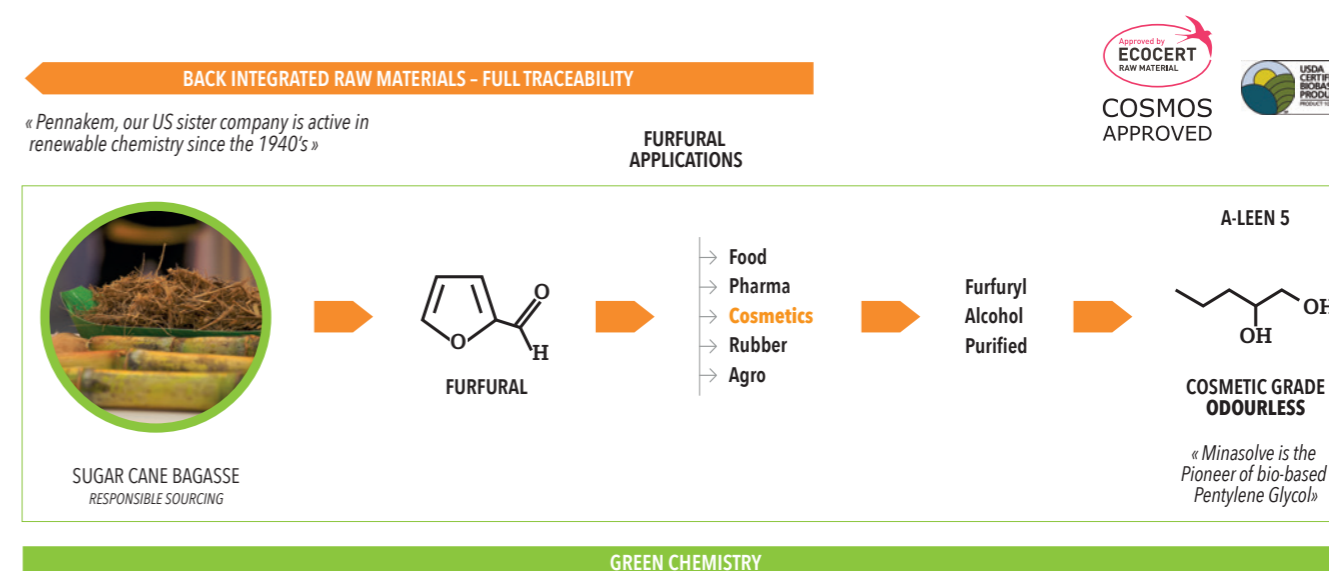 Approved by
ECOCERT
RAW MATERIAL
COSMOS
APPROVED
USDA
PRODUCT
BACK INTEGRATED RAW MATERIALS – FULL TRACEABILITY
« Pennakem, our US sister company is active in
renewable chemistry since the 1940's »
FURFURAL
APPLICATIONS
A-LEEN 5
O
O
H
FURFURAL
Food
Pharma
Cosmetics
Rubber
Agro
Furfuryl
Alcohol
Purified
OH
OH
COSMETIC GRADE
ODOURLESS
SUGAR CANE BAGASSE
RESPONSIBLE SOURCING
« Minasolve is the
Pioneer of bio-based
Pentylene Glycol»
GREEN CHEMISTRY